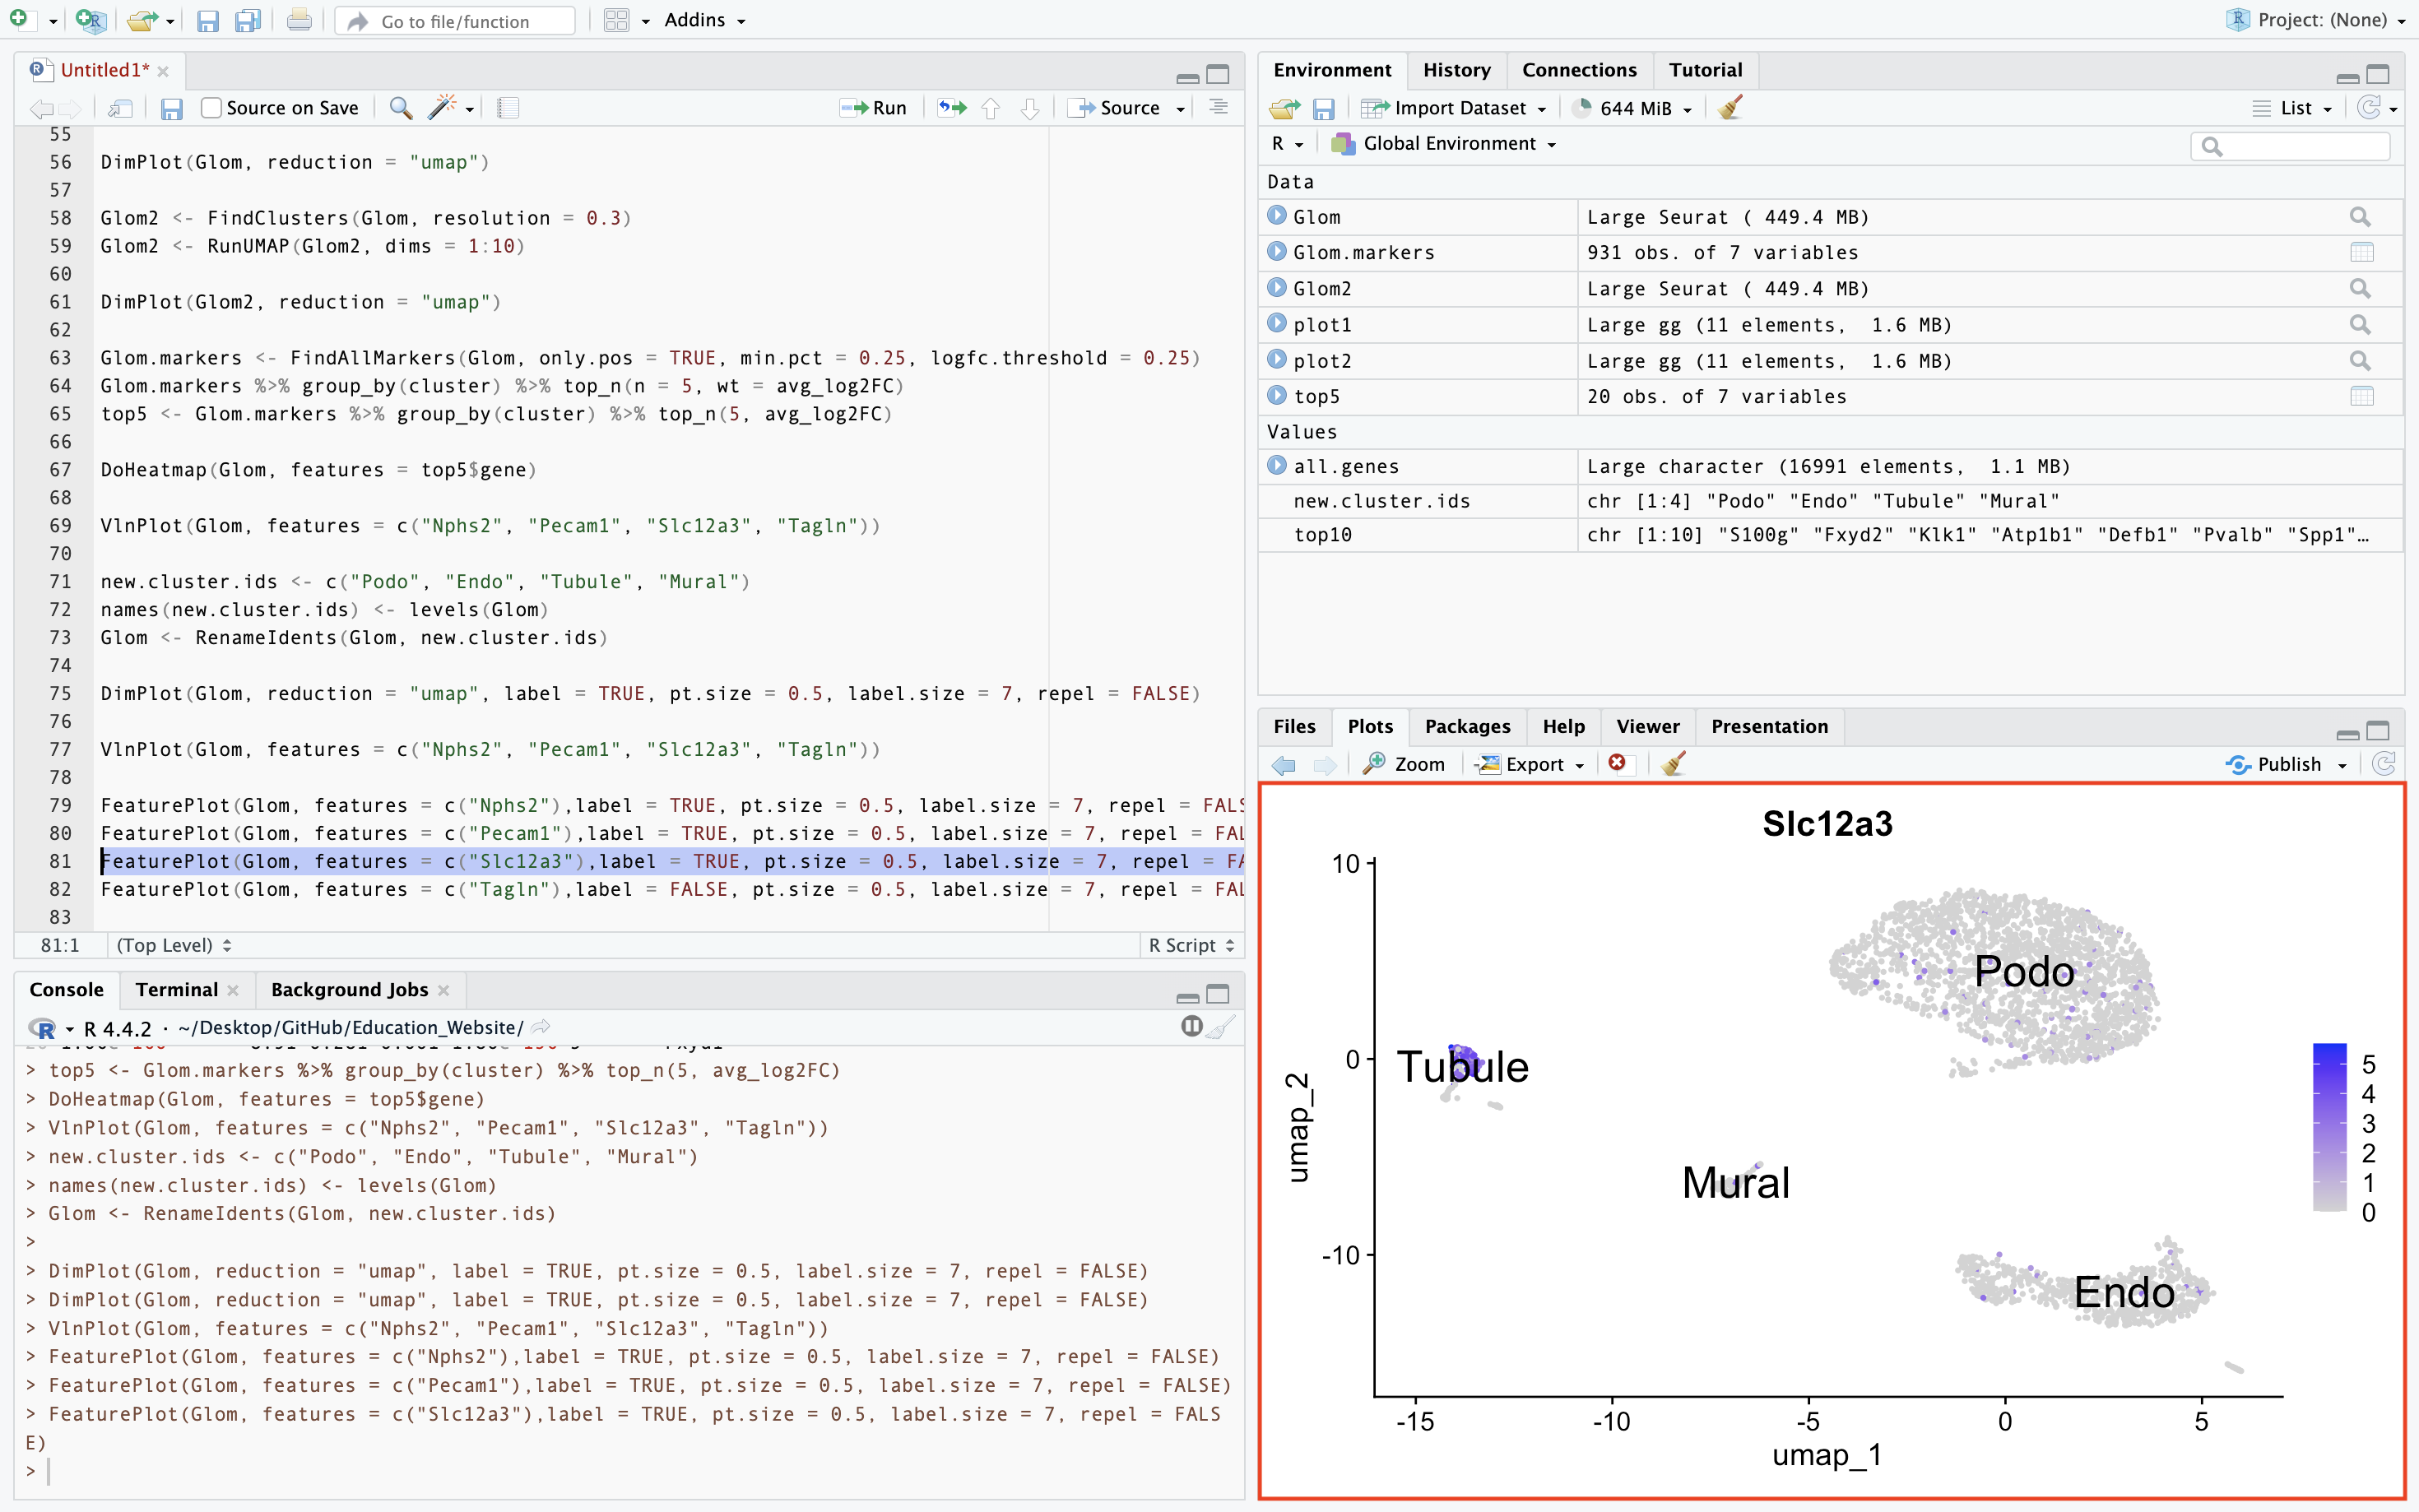 Go to file/function
Addins
Project: (None)
Untitled1*
Source on Save
Run
Source
55
56 DimPlot(Glom, reduction = "umap")
57
58 Glom2 <- FindClusters(Glom, resolution = 0.3)
59 Glom2 <- RunUMAP(Glom2, dims = 1:10)
60
61 DimPlot(Glom2, reduction = "umap")
62
63 Glom.markers <- FindAllMarkers(Glom, only.pos = TRUE, min.pct = 0.25, logfc.threshold = 0.25)
64 Glom.markers %>% group_by(cluster) %>% top_n(n = 5, wt = avg_log2FC)
65 top5 <- Glom.markers %>% group_by(cluster) %>% top_n(5, avg_log2FC)
66
67 DoHeatmap(Glom, features = top5$gene)
68
69 VlnPlot(Glom, features = c("Nphs2", "Pecam1", "Slc12a3", "Tagln"))
70
71 new.cluster.ids <- c("Podo", "Endo", "Tubule", "Mural")
72 names(new.cluster.ids) <- levels(Glom)
73 Glom <- RenameIdents(Glom, new.cluster.ids)
74
75 DimPlot(Glom, reduction = "umap", label = TRUE, pt.size = 0.5, label.size = 7, repel = FALSE)
76
77 VlnPlot(Glom, features = c("Nphs2", "Pecam1", "Slc12a3", "Tagln"))
78
79 FeaturePlot(Glom, features = c("Nphs2"),label = TRUE, pt.size = 0.5, label.size = 7, repel = FALS
80 FeaturePlot(Glom, features = c("Pecam1"),label = TRUE, pt.size = 0.5, label.size = 7, repel = FAL
81 FeaturePlot(Glom, features = c("Slc12a3"),label = TRUE, pt.size = 0.5, label.size = 7, repel = FA
82 FeaturePlot(Glom, features = c("Tagln"),label = FALSE, pt.size = 0.5, label.size = 7, repel = FAL
83
81:1 (Top Level) R Script
Console Terminal Background Jobs
R 4.4.2 · ~/Desktop/GitHub/Education_Website/
> top5 <- Glom.markers %>% group_by(cluster) %>% top_n(5, avg_log2FC)
> DoHeatmap(Glom, features = top5$gene)
> VlnPlot(Glom, features = c("Nphs2", "Pecam1", "Slc12a3", "Tagln"))
> new.cluster.ids <- c("Podo", "Endo", "Tubule", "Mural")
> names(new.cluster.ids) <- levels(Glom)
> Glom <- RenameIdents(Glom, new.cluster.ids)
>
> DimPlot(Glom, reduction = "umap", label = TRUE, pt.size = 0.5, label.size = 7, repel = FALSE)
> DimPlot(Glom, reduction = "umap", label = TRUE, pt.size = 0.5, label.size = 7, repel = FALSE)
> VlnPlot(Glom, features = c("Nphs2", "Pecam1", "Slc12a3", "Tagln"))
> FeaturePlot(Glom, features = c("Nphs2"),label = TRUE, pt.size = 0.5, label.size = 7, repel = FALSE)
> FeaturePlot(Glom, features = c("Pecam1"),label = TRUE, pt.size = 0.5, label.size = 7, repel = FALSE)
> FeaturePlot(Glom, features = c("Slc12a3"),label = TRUE, pt.size = 0.5, label.size = 7, repel = FALS
E)
>
Environment History Connections Tutorial
Import Dataset 644 MiB List
R Global Environment
Data
Glom Large Seurat ( 449.4 MB)
Glom.markers 931 obs. of 7 variables
Glom2 Large Seurat ( 449.4 MB)
plot1 Large gg (11 elements, 1.6 MB)
plot2 Large gg (11 elements, 1.6 MB)
top5 20 obs. of 7 variables
Values
all.genes Large character (16991 elements, 1.1 MB)
new.cluster.ids chr [1:4] "Podo" "Endo" "Tubule" "Mural"
top10 chr [1:10] "S100g" "Fxyd2" "Klk1" "Atp1b1" "Defb1" "Pvalb" "Spp1"…
Files Plots Packages Help Viewer Presentation
Zoom Export Publish
Slc12a3
10
0
-10
umap_2
Podo
Tubule
Mural
Endo
5
4
3
2
1
0
-15 -10 -5 0 5
umap_1